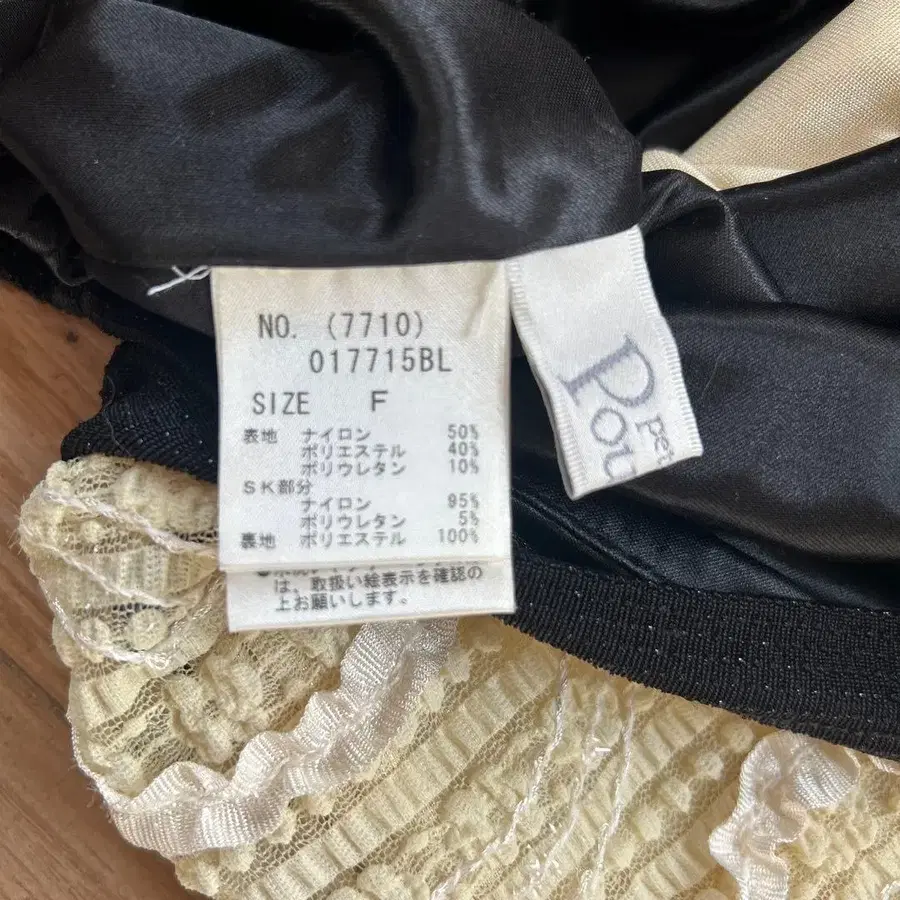 NO. (7710)
017715BL
SIZE F
表地 ナイロン 50%
ポリエステル 40%
ポリウレタン 10%
SK部分
ナイロン 95%
ポリウレタン 5%
裏地 ポリエステル 100%
は、取扱い絵表示を確認の
上お願いします。
pe
Pou